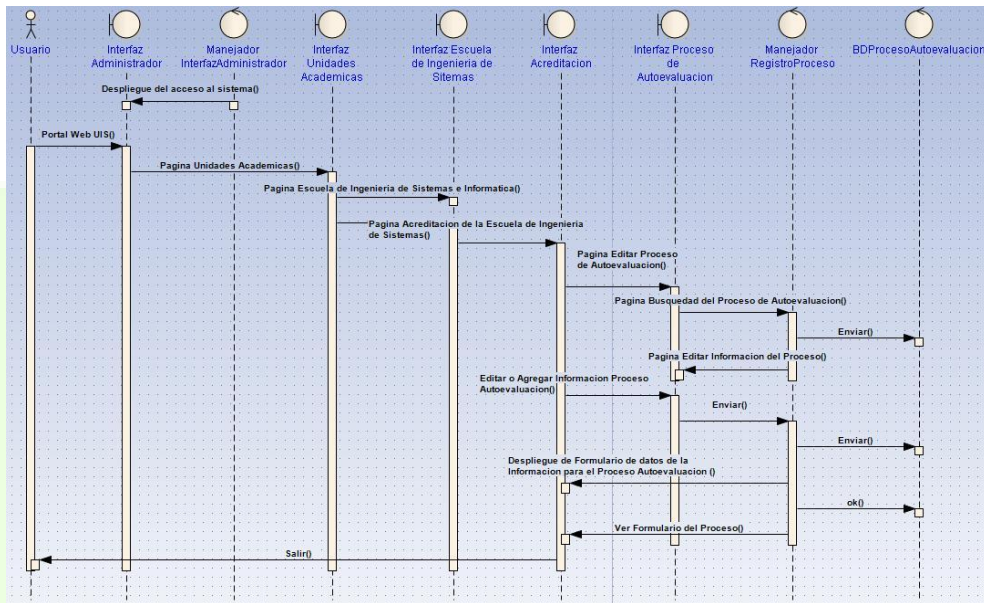 Usuario
Interfaz
Administrador
Manejador
InterfazAdministrador
Interfaz
Unidades
Academicas
Interfaz Escuela
de Ingenieria de
Sitemas
Interfaz
Acreditacion
Interfaz Proceso
de
Autoevaluacion
Manejador
RegistroProceso
BDProcesoAutoevaluacion
Despliegue del acceso al sistema()
Portal Web UIS()
Pagina Unidades Academicas()
Pagina Escuela de Ingenieria de Sistemas e Informatica()
Pagina Acreditacion de la Escuela de Ingenieria
de Sistemas()
Pagina Editar Proceso
de Autoevaluacion()
Pagina Busquedad del Proceso de Autoevaluacion()
Enviar()
Pagina Editar Informacion del Proceso()
Editar o Agregar Informacion Proceso
Autoevaluacion()
Enviar()
Enviar()
Despliegue de Formulario de datos de la
Informacion para el Proceso Autoevaluacion ()
ok()
Ver Formulario del Proceso()
Salir()